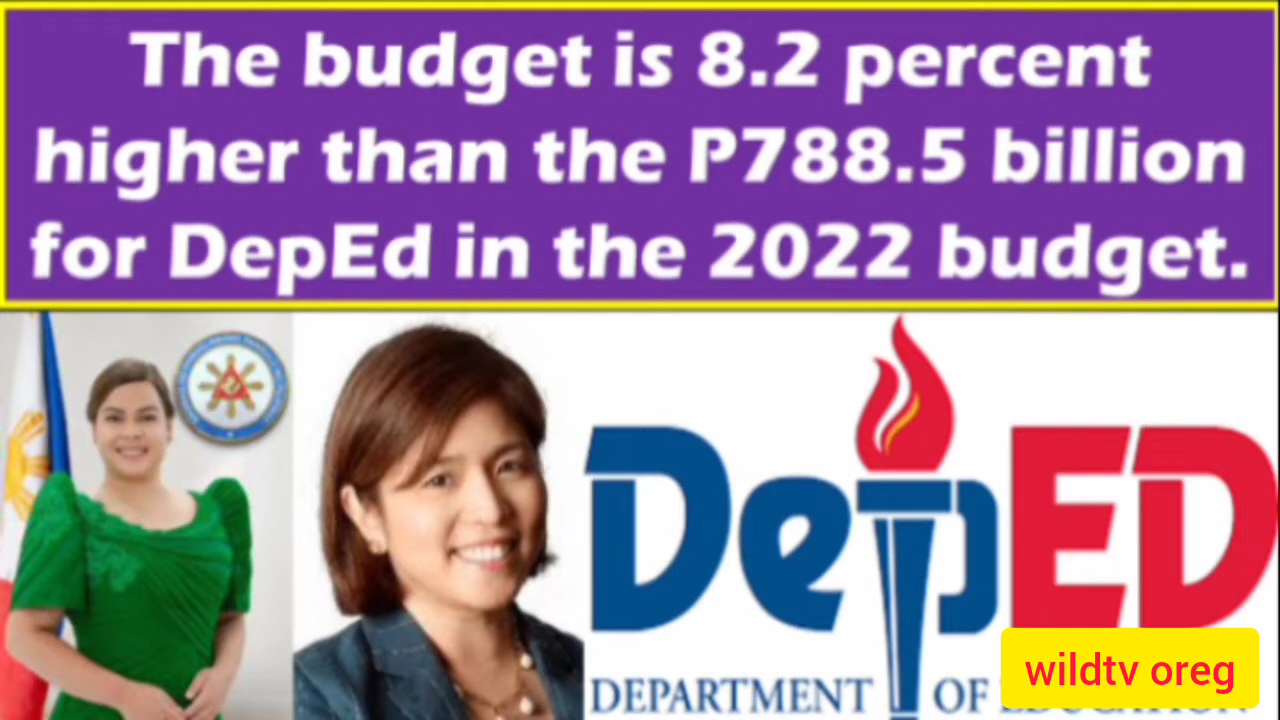 The budget is 8.2 percent
higher than the P788.5 billion
for DepEd in the 2022 budget.
DepED
DEPARTMENT OF
wildtv oreg